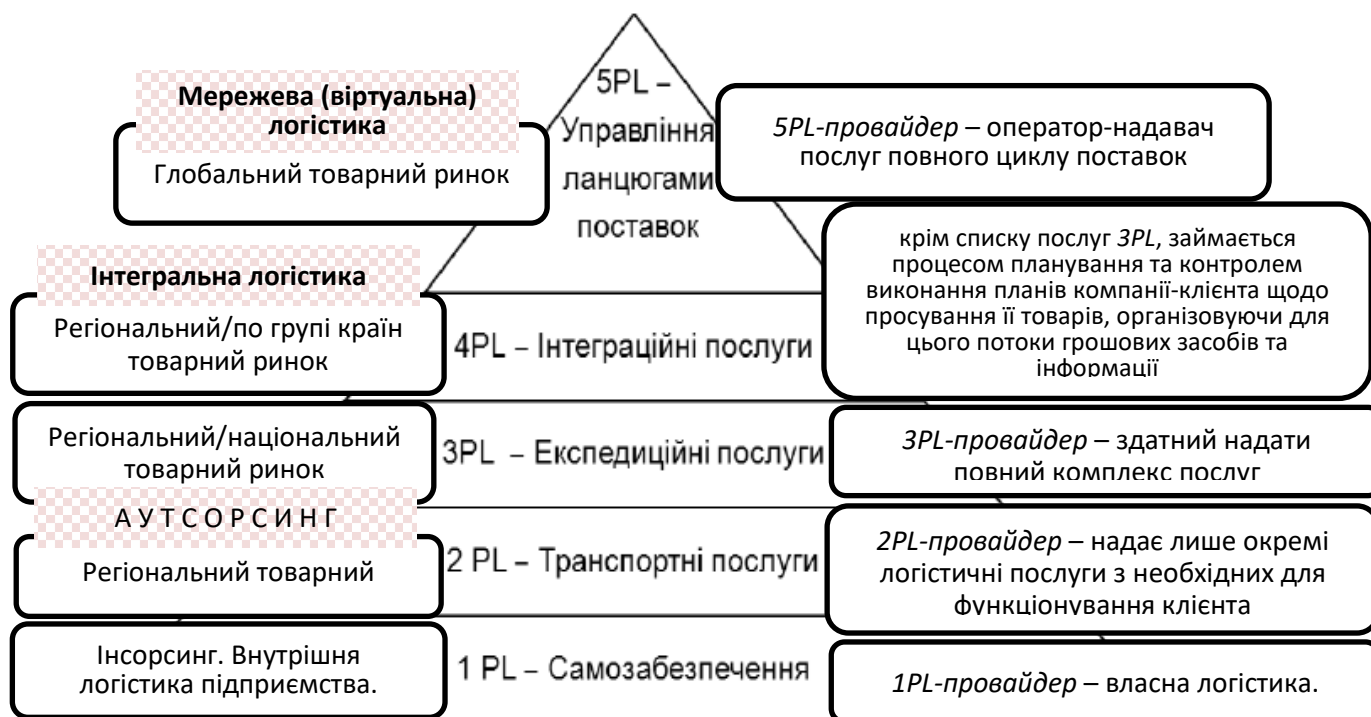 Мережева (віртуальна)
логістика
Глобальний товарний ринок
5PL –
Управління
ланцюгами
поставок
5PL-провайдер – оператор-надавач
послуг повного циклу поставок
Інтегральна логістика
Регіональний/по групі країн
товарний ринок
4PL – Інтеграційні послуги
крім списку послуг 3PL, займається
процесом планування та контролем
виконання планів компанії-клієнта щодо
просування її товарів, організовуючи для
цього потоки грошових засобів та
інформації
Регіональний/національний
товарний ринок
3PL – Експедиційні послуги
3PL-провайдер – здатний надати
повний комплекс послуг
АУТСОРСИНГ
Регіональний товарний
2 PL – Транспортні послуги
2PL-провайдер – надає лише окремі
логістичні послуги з необхідних для
функціонування клієнта
Інсорсинг. Внутрішня
логістика підприємства.
1 PL – Самозабезпечення
1PL-провайдер – власна логістика.